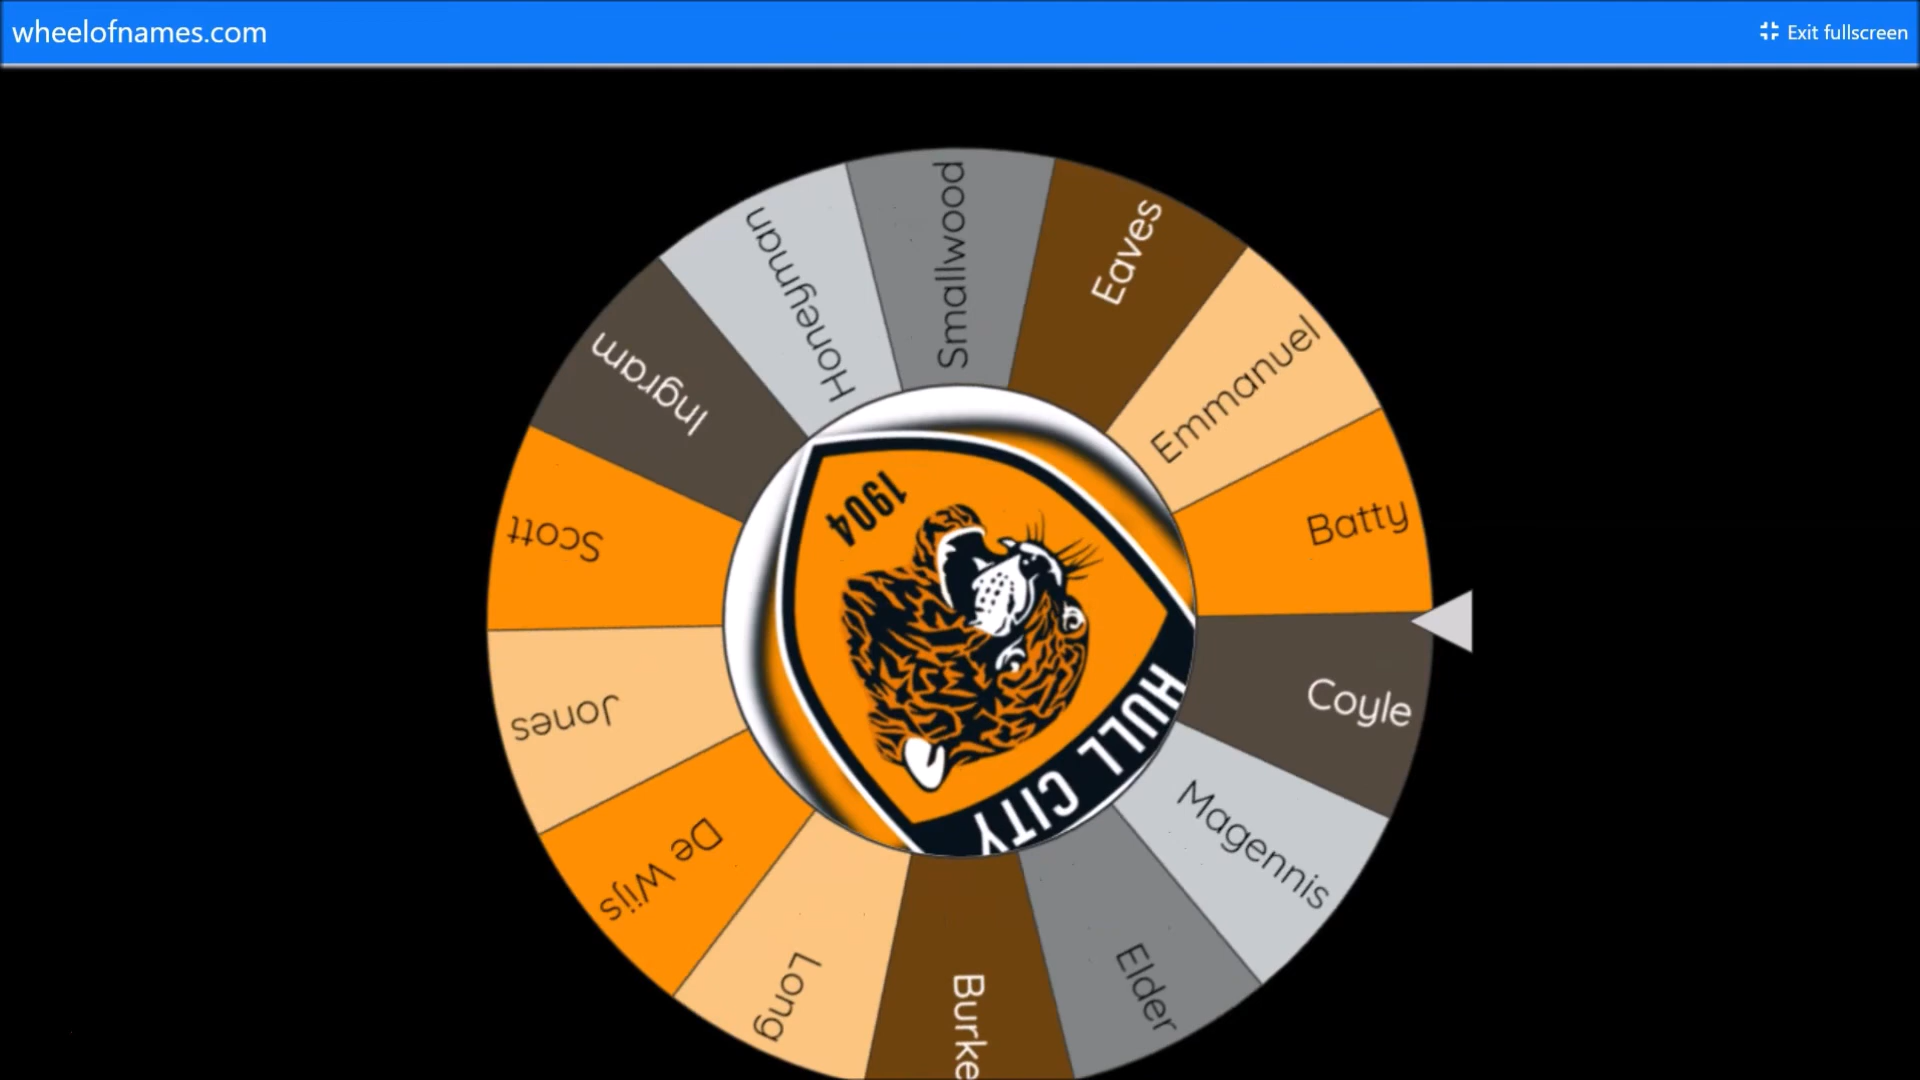 wheelofnames.com
Exit fullscreen
Smallwood
Eaves
Emmanuel
Batty
Coyle
Magennis
Elder
Burke
Long
De Wijs
Jones
Scott
Ingram
Honeyman
1904
HULL CITY